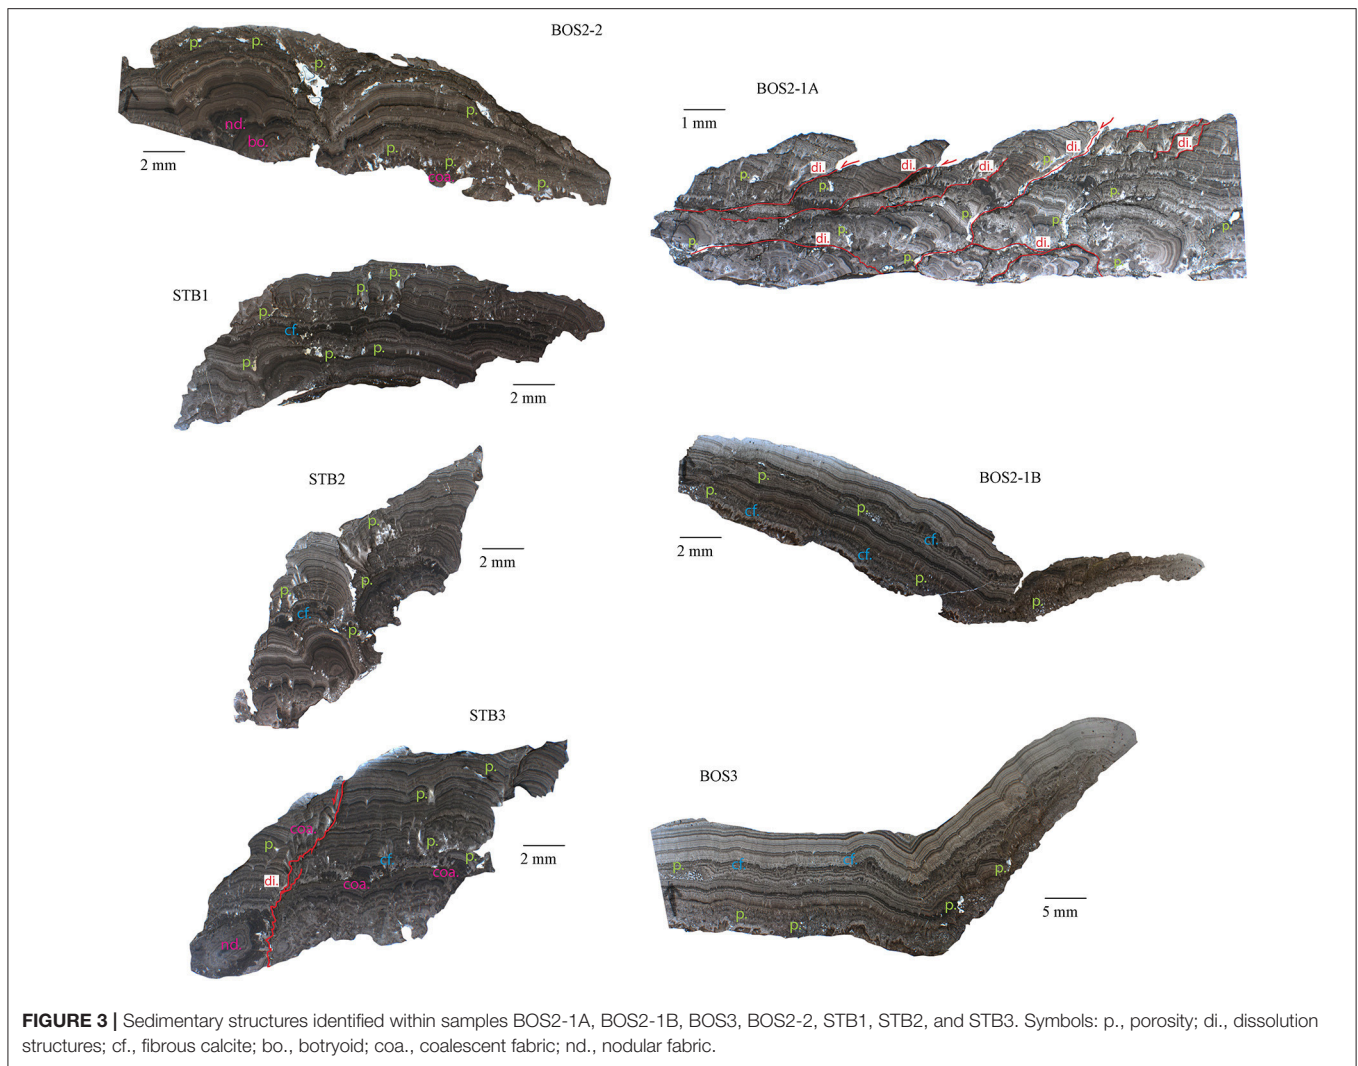 BOS2-2
p.
p.
p.
p.
nd.
bo.
p.
p.
coa.
p.
2 mm
BOS2-1A
1 mm
di.
di.
di.
di.
di.
p.
p.
p.
p.
p.
p.
p.
p.
di.
di.
p.
p.
p.
STB1
p.
p.
p.
cf.
p.
p.
p.
2 mm
STB2
p.
p.
p.
cf.
p.
2 mm
BOS2-1B
p.
p.
cf.
p.
cf.
cf.
p.
p.
2 mm
STB3
p.
p.
coa.
p.
p.
cf.
p.
coa.
coa.
di.
nd.
2 mm
BOS3
p.
cf.
cf.
p.
p.
p.
p.
5 mm
FIGURE 3 | Sedimentary structures identified within samples BOS2-1A, BOS2-1B, BOS3, BOS2-2, STB1, STB2, and STB3. Symbols: p., porosity; di., dissolution
structures; cf., fibrous calcite; bo., botryoid; coa., coalescent fabric; nd., nodular fabric.